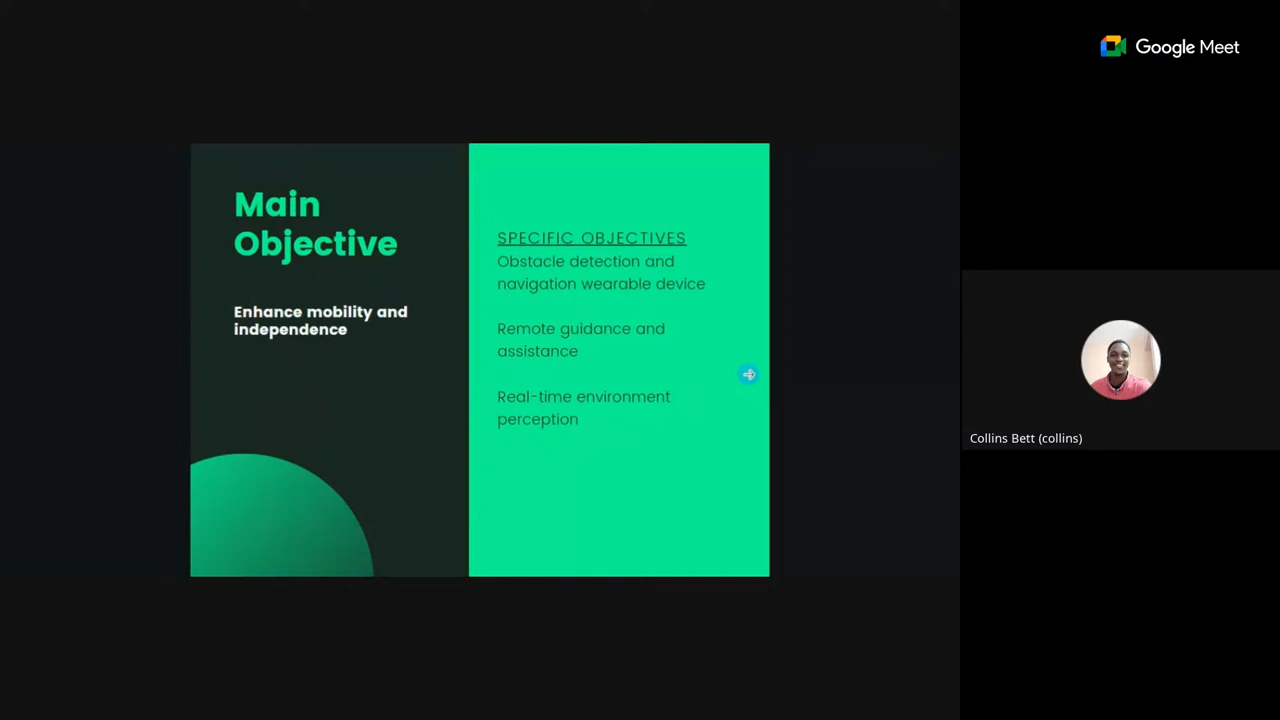 Google Meet
Main
Objective
Enhance mobility and
independence
SPECIFIC OBJECTIVES
Obstacle detection and
navigation wearable device
Remote guidance and
assistance
Real-time environment
perception
Collins Bett (collins)